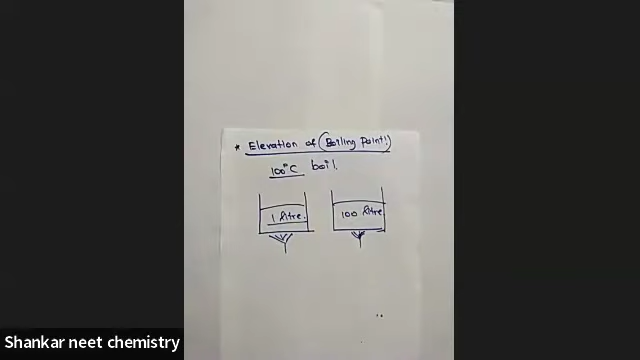 * Elevation of (Boiling Point!)
100°C boil.
1 litre. 100 litre
Shankar neet chemistry